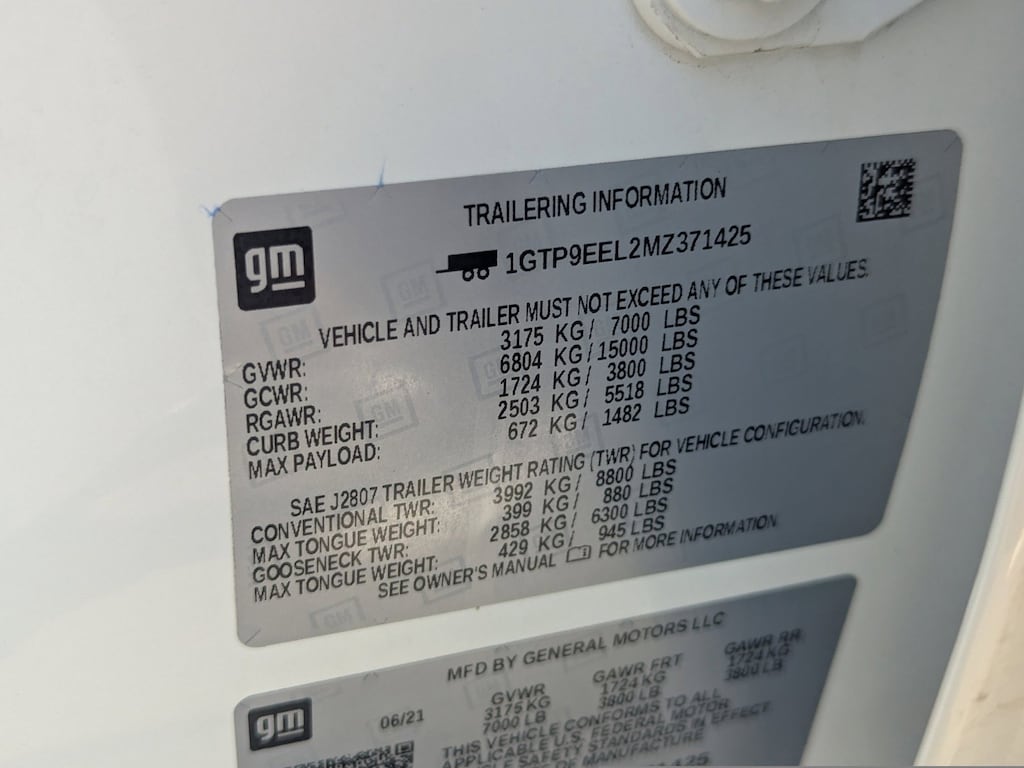 TRAILERING INFORMATION
gm
1GTP9EEL2MZ371425
VEHICLE AND TRAILER MUST NOT EXCEED ANY OF THESE VALUES.
GVWR: 3175 KG/ 7000 LBS
GCWR: 6804 KG/15000 LBS
RGAWR: 1724 KG/ 3800 LBS
CURB WEIGHT: 2503 KG/ 5518 LBS
MAX PAYLOAD: 672 KG/ 1482 LBS
SAE J2807 TRAILER WEIGHT RATING (TWR) FOR VEHICLE CONFIGURATION.
CONVENTIONAL TWR: 3992 KG/ 8800 LBS
MAX TONGUE WEIGHT: 399 KG/ 880 LBS
GOOSENECK TWR: 2858 KG/ 6300 LBS
MAX TONGUE WEIGHT: 429 KG/ 945 LBS
SEE OWNER'S MANUAL FOR MORE INFORMATION
MFD BY GENERAL MOTORS LLC
gm
06/21
GVWR GAWR FRT GAWR RR
3175 KG 1724 KG 1724 KG
7000 LB 3800 LB 3800 LB
THIS VEHICLE CONFORMS TO ALL
APPLICABLE U.S. FEDERAL MOTOR
SAFETY STANDARDS IN EFFECT
OF MANUFACTURE